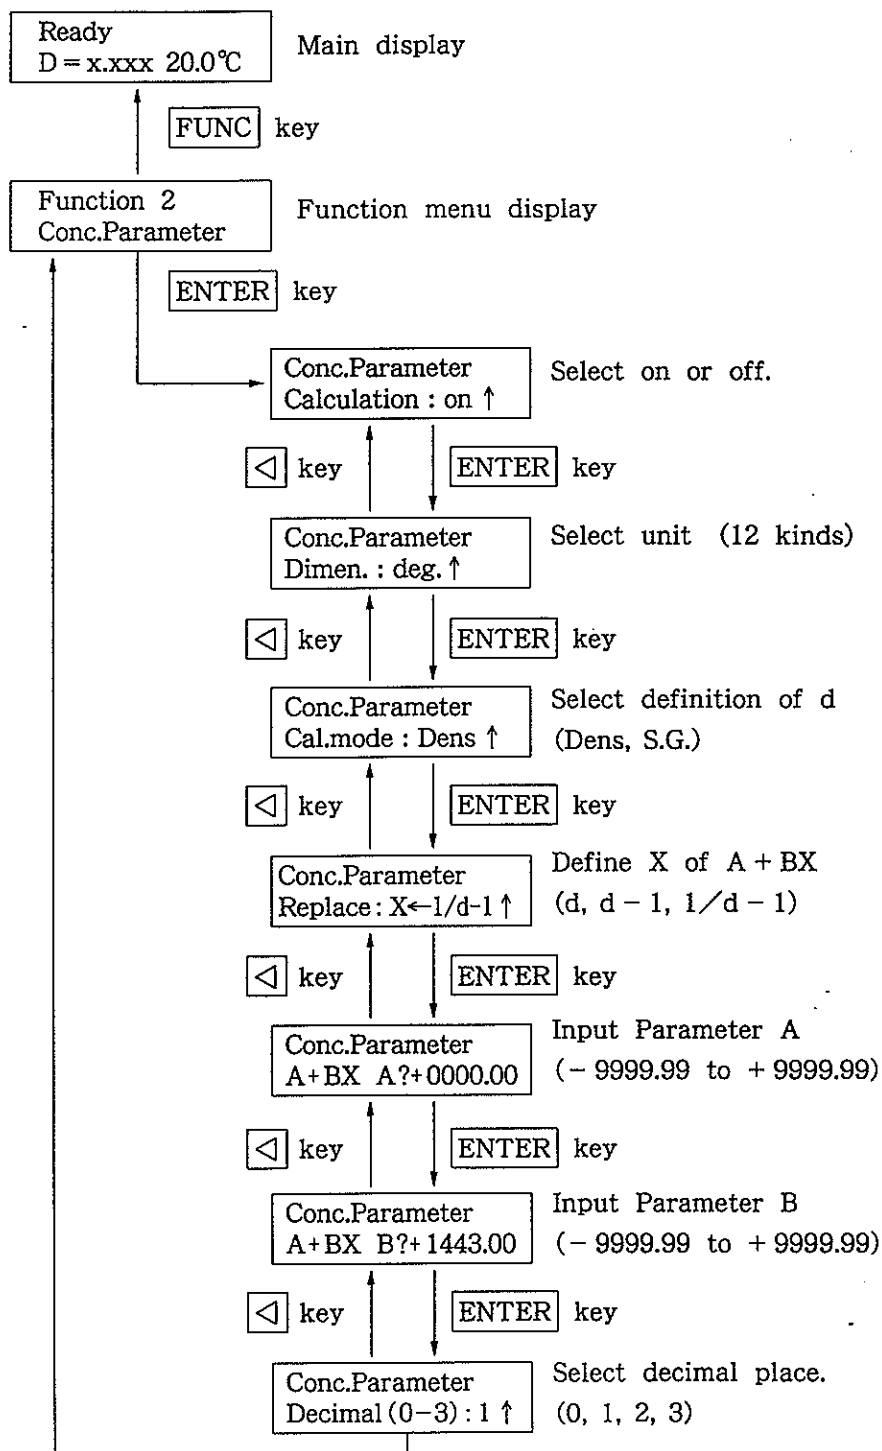 Ready
D = x.xxx 20.0℃
Main display
FUNC key
Function 2
Conc.Parameter
Function menu display
ENTER key
Conc.Parameter
Calculation : on ↑
Select on or off.
◁ key
ENTER key
Conc.Parameter
Dimen. : deg. ↑
Select unit (12 kinds)
◁ key
ENTER key
Conc.Parameter
Cal.mode : Dens ↑
Select definition of d
(Dens, S.G.)
◁ key
ENTER key
Conc.Parameter
Replace : X←1/d-1 ↑
Define X of A + BX
(d, d − 1, 1／d − 1)
◁ key
ENTER key
Conc.Parameter
A+BX A?+0000.00
Input Parameter A
(− 9999.99 to + 9999.99)
◁ key
ENTER key
Conc.Parameter
A+BX B?+1443.00
Input Parameter B
(− 9999.99 to + 9999.99)
◁ key
ENTER key
Conc.Parameter
Decimal (0−3) : 1 ↑
Select decimal place.
(0, 1, 2, 3)